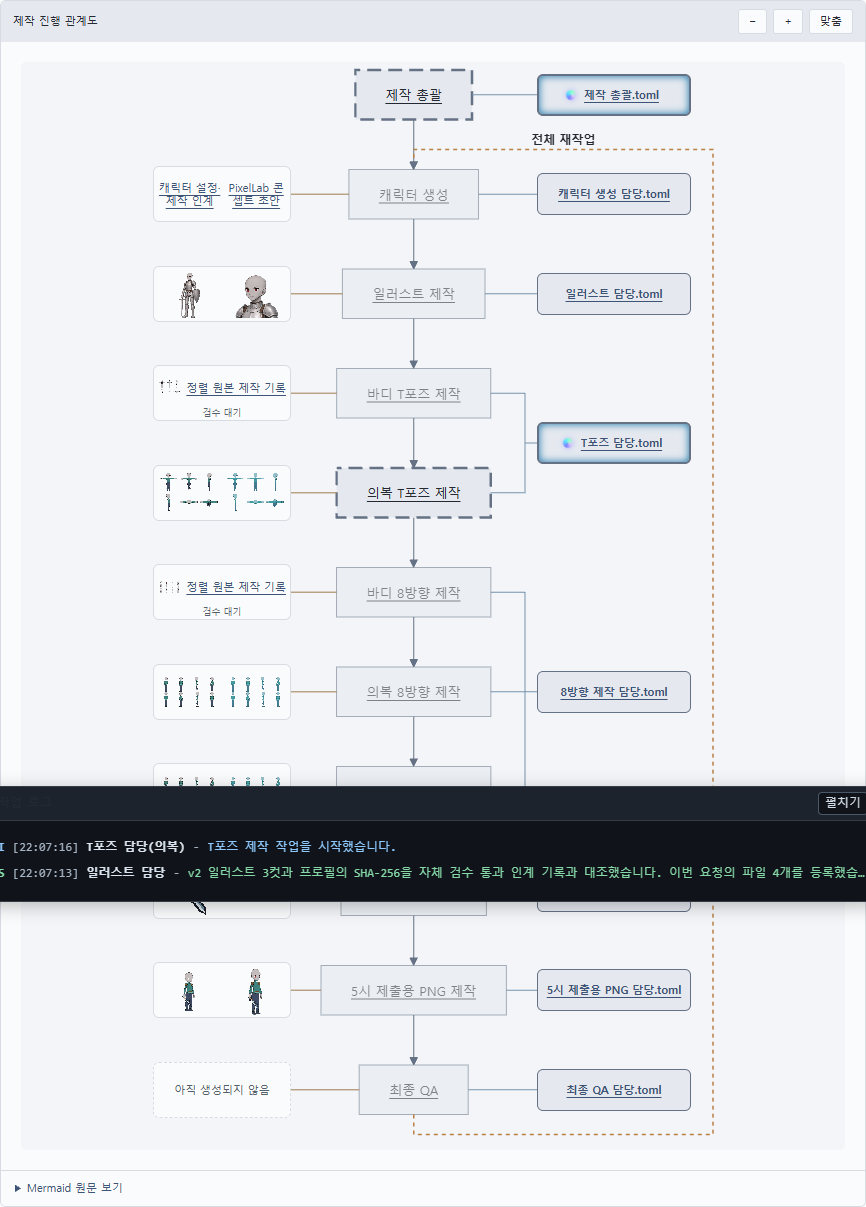 제작 진행 관계도
−
+
맞춤
제작 총괄
제작 총괄.toml
전체 재작업
캐릭터 설정·제작 인계
PixelLab 콘셉트 초안
캐릭터 생성
캐릭터 생성 담당.toml
일러스트 제작
일러스트 담당.toml
정렬 원본 제작 기록
검수 대기
바디 T포즈 제작
T포즈 담당.toml
의복 T포즈 제작
정렬 원본 제작 기록
검수 대기
바디 8방향 제작
의복 8방향 제작
8방향 제작 담당.toml
펼치기
[22:07:16] T포즈 담당(의복) - T포즈 제작 작업을 시작했습니다.
S [22:07:13] 일러스트 담당 - v2 일러스트 3컷과 프로필의 SHA-256을 자체 검수 통과 인계 기록과 대조했습니다. 이번 요청의 파일 4개를 등록했습…
5시 제출용 PNG 제작
5시 제출용 PNG 담당.toml
아직 생성되지 않음
최종 QA
최종 QA 담당.toml
▶ Mermaid 원문 보기